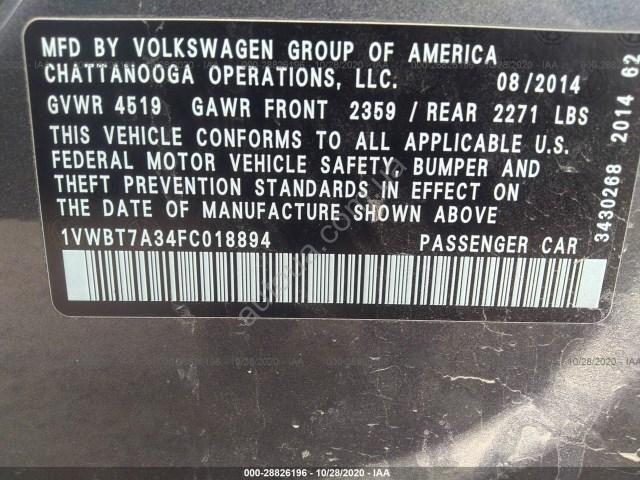 MFD BY VOLKSWAGEN GROUP OF AMERICA
CHATTANOOGA OPERATIONS, LLC. 08/2014
GVWR 4519 GAWR FRONT 2359 / REAR 2271 LBS
THIS VEHICLE CONFORMS TO ALL APPLICABLE U.S.
FEDERAL MOTOR VEHICLE SAFETY, BUMPER AND
THEFT PREVENTION STANDARDS IN EFFECT ON
THE DATE OF MANUFACTURE SHOWN ABOVE
1VWBT7A34FC018894 PASSENGER CAR
3430268 2014 62
000-28826196 - 10/28/2020 - IAA